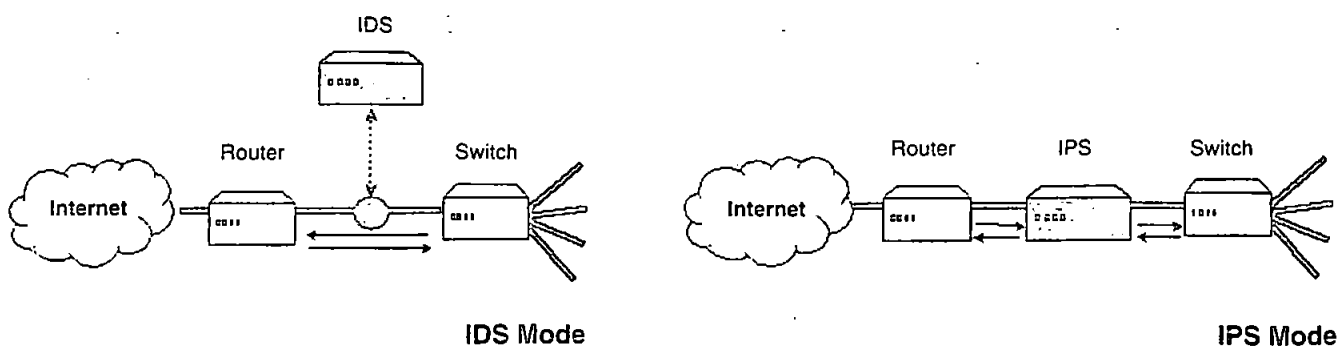 IDS
Router
Switch
Internet
IDS Mode
Router
IPS
Switch
Internet
IPS Mode